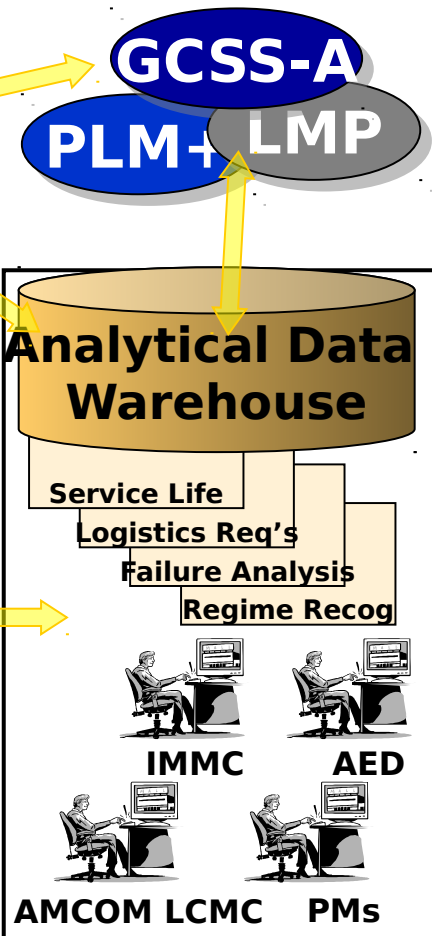 GCSS-A
PLM+ LMP
Analytical Data
Warehouse
Service Life
Logistics Req’s
Failure Analysis
Regime Recog
IMMC AED
AMCOM LCMC PMs